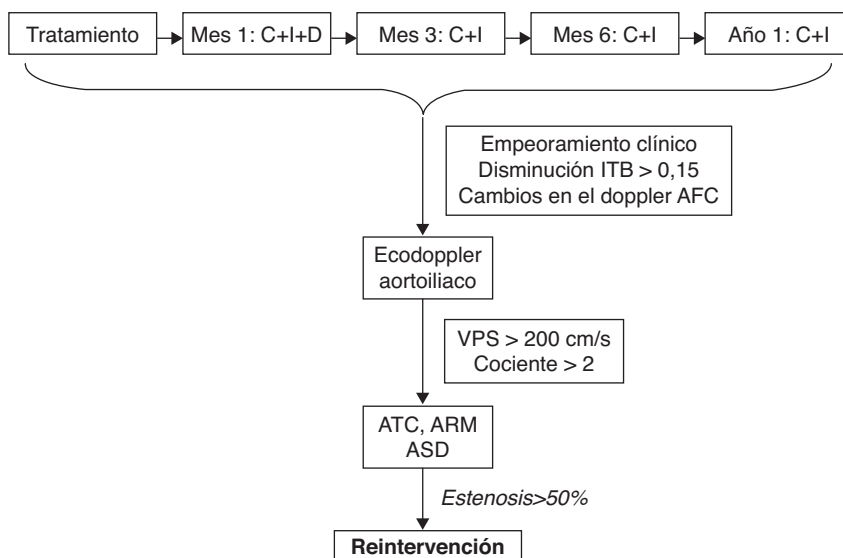 Tratamiento
Mes 1: C+I+D
Mes 3: C+I
Mes 6: C+I
Año 1: C+I
Empeoramiento clínico
Disminución ITB > 0,15
Cambios en el doppler AFC
Ecodoppler
aortoiliaco
VPS > 200 cm/s
Cociente > 2
ATC, ARM
ASD
Estenosis>50%
Reintervención